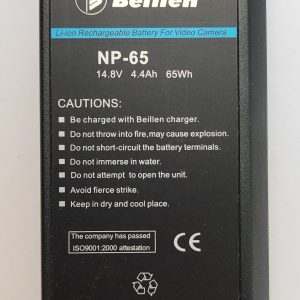 Beillen
Li-ion Rechargeable Battery For Video Camera
NP-65
14.8V 4.4Ah 65Wh
CAUTIONS:
■ Be charged with Beillen charger.
■ Do not throw into fire,may cause explosion.
■ Do not short-circuit the battery terminals.
■ Do not immerse in water.
■ Do not attempt to open the unit.
■ Avoid fierce strike.
■ Keep in dry and cool place.
The company has passed
ISO9001:2000 attestation
CE